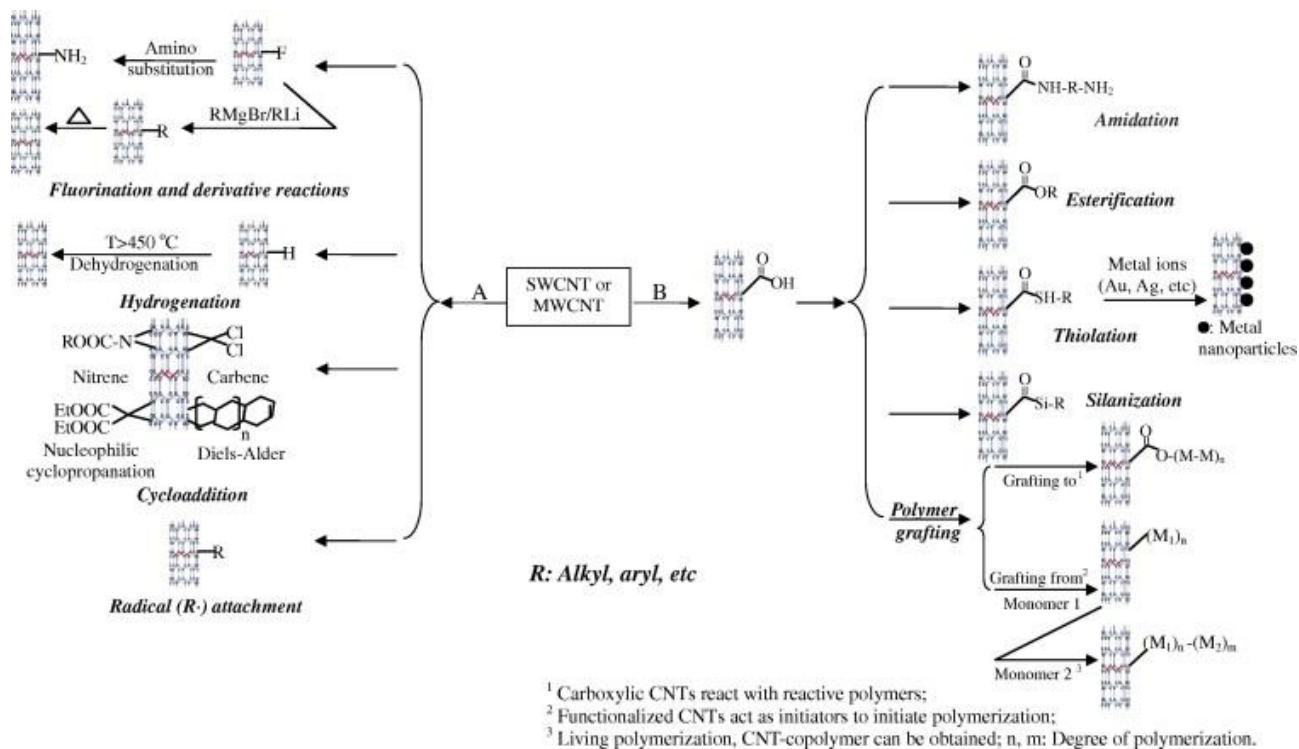 NH2
Amino
substitution
F
RMgBr/RLi
R
Fluorination and derivative reactions
T>450 °C
Dehydrogenation
H
Hydrogenation
ROOC-N
Cl
Cl
Nitrene
Carbene
EtOOC
EtOOC
n
Nucleophilic
cyclopropanation
Diels-Alder
Cycloaddition
R
Radical (R·) attachment
A
SWCNT or
MWCNT
B
O
OH
R: Alkyl, aryl, etc
O
NH-R-NH2
Amidation
O
OR
Esterification
O
SH-R
Thiolation
Metal ions
(Au, Ag, etc)
●: Metal
nanoparticles
O
Si-R
Silanization
Polymer
grafting
Grafting to1
O
O-(M-M)n
Grafting from2
Monomer 1
(M1)n
Monomer 2 3
(M1)n-(M2)m
1 Carboxylic CNTs react with reactive polymers;
2 Functionalized CNTs act as initiators to initiate polymerization;
3 Living polymerization, CNT-copolymer can be obtained; n, m: Degree of polymerization.